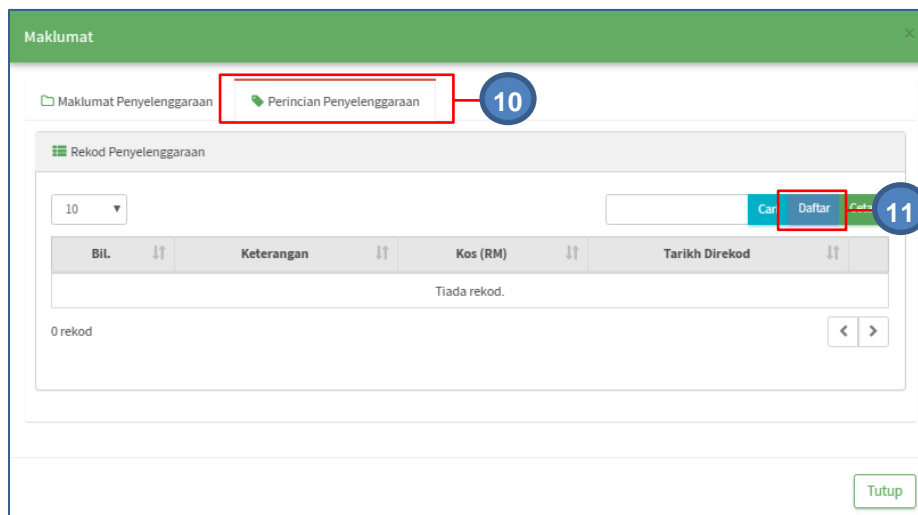 Maklumat ×
Maklumat Penyelenggaraan Perincian Penyelenggaraan 10
Rekod Penyelenggaraan
10 Daftar 11
Bil. Keterangan Kos (RM) Tarikh Direkod
Tiada rekod.
0 rekod
Tutup